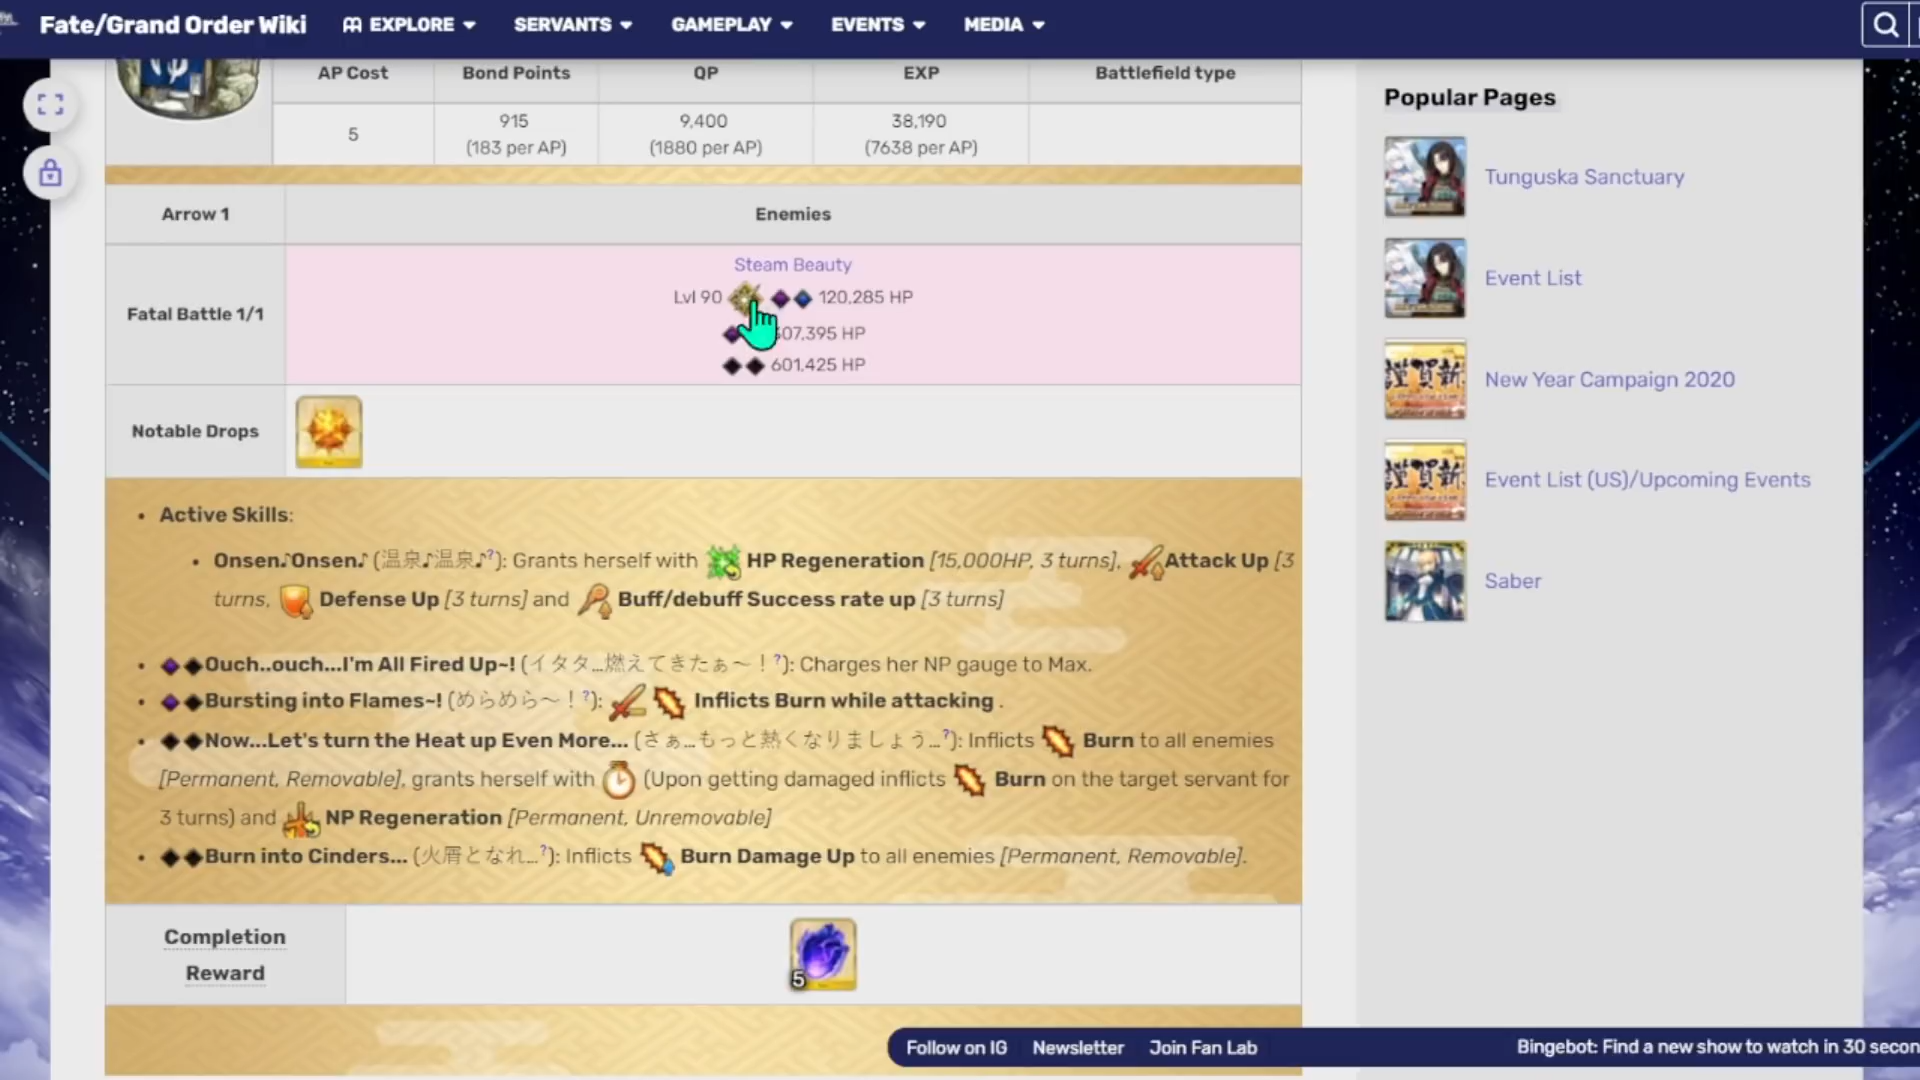 Fate/Grand Order Wiki
EXPLORE
SERVANTS
GAMEPLAY
EVENTS
MEDIA
AP Cost
Bond Points
QP
EXP
Battlefield type
5
915
(183 per AP)
9,400
(1880 per AP)
38,190
(7638 per AP)
Arrow 1
Enemies
Fatal Battle 1/1
Steam Beauty
Lvl 90 120,285 HP
07,395 HP
601,425 HP
Notable Drops
Active Skills:
Onsen♪Onsen♪ (温泉♪温泉♪?): Grants herself with HP Regeneration [15,000HP, 3 turns], Attack Up [3
turns, Defense Up [3 turns] and Buff/debuff Success rate up [3 turns]
Ouch..ouch...I'm All Fired Up~! (イタタ…燃えてきたぁ～！?): Charges her NP gauge to Max.
Bursting into Flames~! (めらめら～！?): Inflicts Burn while attacking .
Now...Let's turn the Heat up Even More... (さぁ…もっと熱くなりましょう…?): Inflicts Burn to all enemies
[Permanent, Removable], grants herself with (Upon getting damaged inflicts Burn on the target servant for
3 turns) and NP Regeneration [Permanent, Unremovable]
Burn into Cinders... (火屑となれ…?): Inflicts Burn Damage Up to all enemies [Permanent, Removable].
Completion
Reward
5
Popular Pages
Tunguska Sanctuary
Event List
謹賀新
New Year Campaign 2020
謹賀新
Event List (US)/Upcoming Events
Saber
Follow on IG
Newsletter
Join Fan Lab
Bingebot: Find a new show to watch in 30 secon